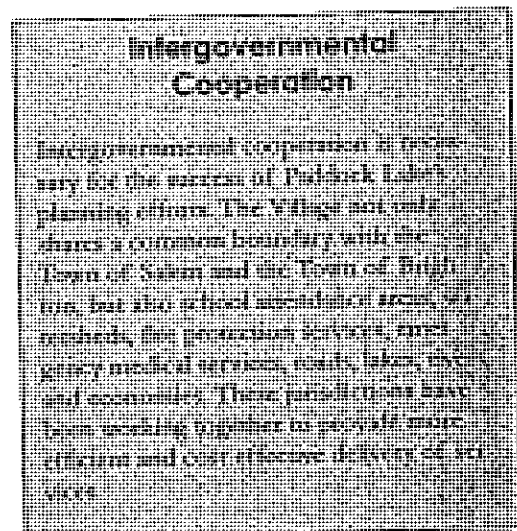 Intergovernmental
Cooperation
Intergovernmental cooperation is neces-
sary for the success of Paddock Lake's
planning efforts. The Village not only
shares a common boundary with the
Town of Salem and the Town of Brigh-
ton, but also school attendance areas, wa-
tersheds, fire protection services, emer-
gency medical services, roads, lakes,
and economies. These jurisdictions have
been working together to provide more
efficient and cost effective delivery of ser-
vices.